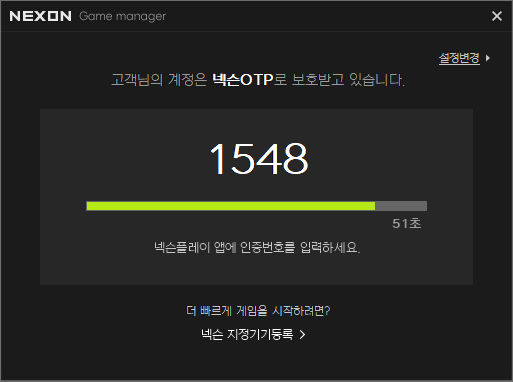 NEXON Game manager
설정변경
고객님의 계정은 넥슨OTP로 보호받고 있습니다.
1548
51초
넥슨플레이 앱에 인증번호를 입력하세요.
더 빠르게 게임을 시작하려면?
넥슨 지정기기등록 >